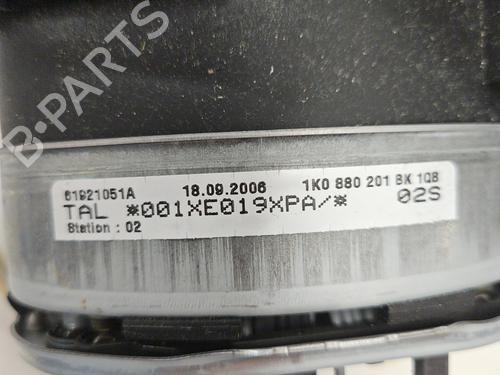 B-PARTS
61921051A 18.09.2006 1K0 880 201 BK 1QB
TAL *001XE019XPA/* 02S
Station : 02